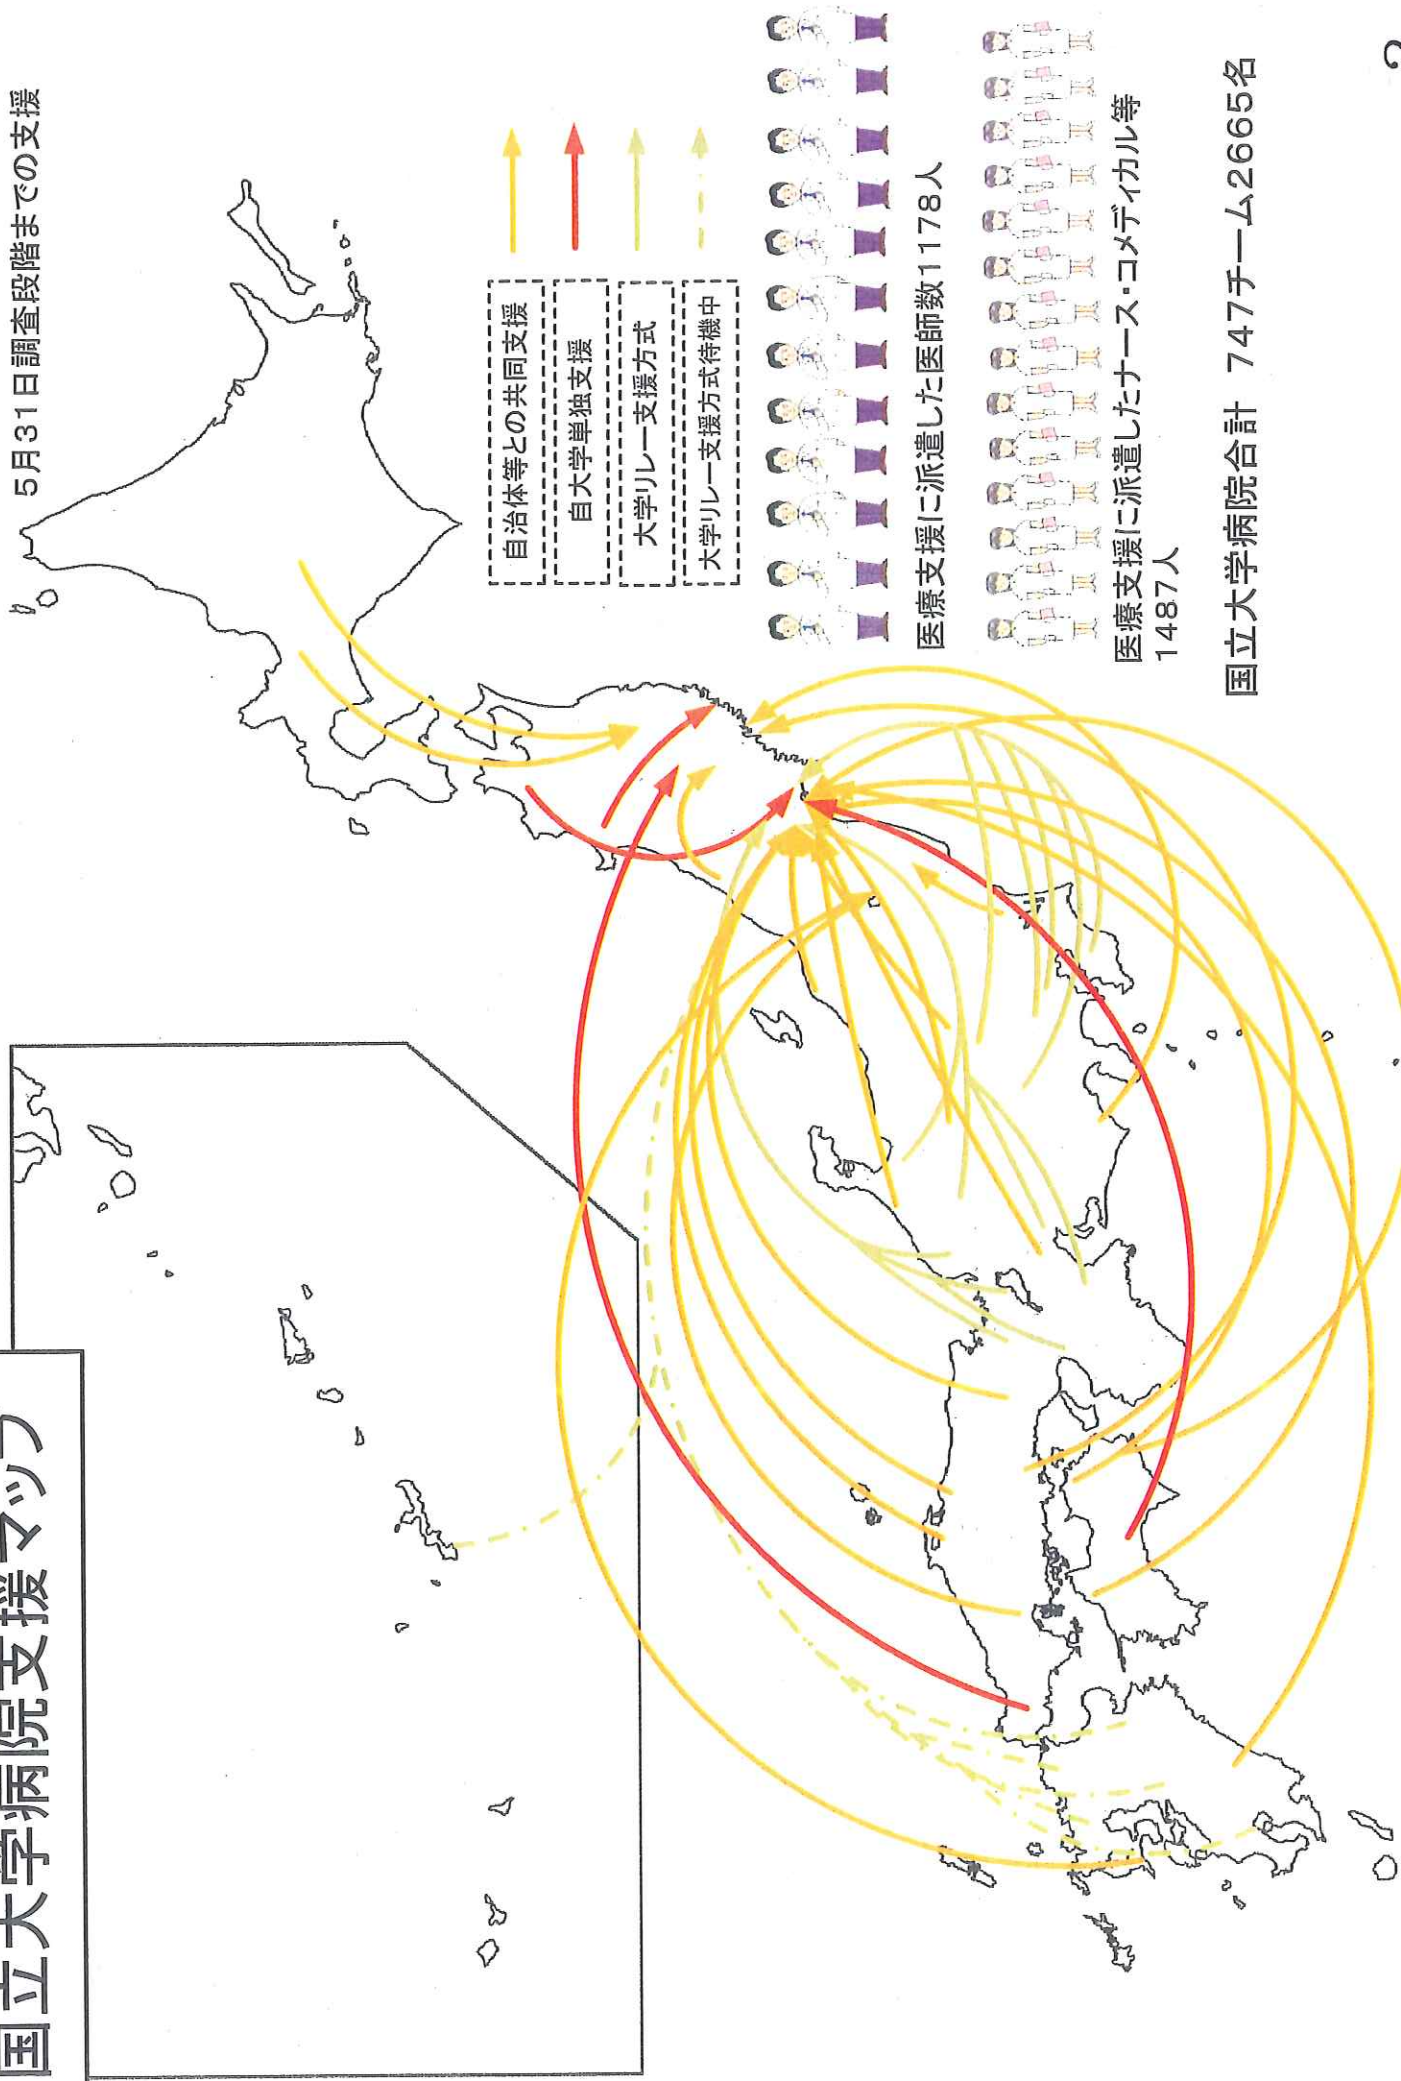 国立大学病院支援マップ
5月31日調査段階までの支援
自治体等との共同支援
自大学単独支援
大学リレー支援方式
大学リレー支援方式待機中
医療支援に派遣した医師数1178人
医療支援に派遣したナース・コメディカル等
1487人
国立大学病院合計 747チーム2665名